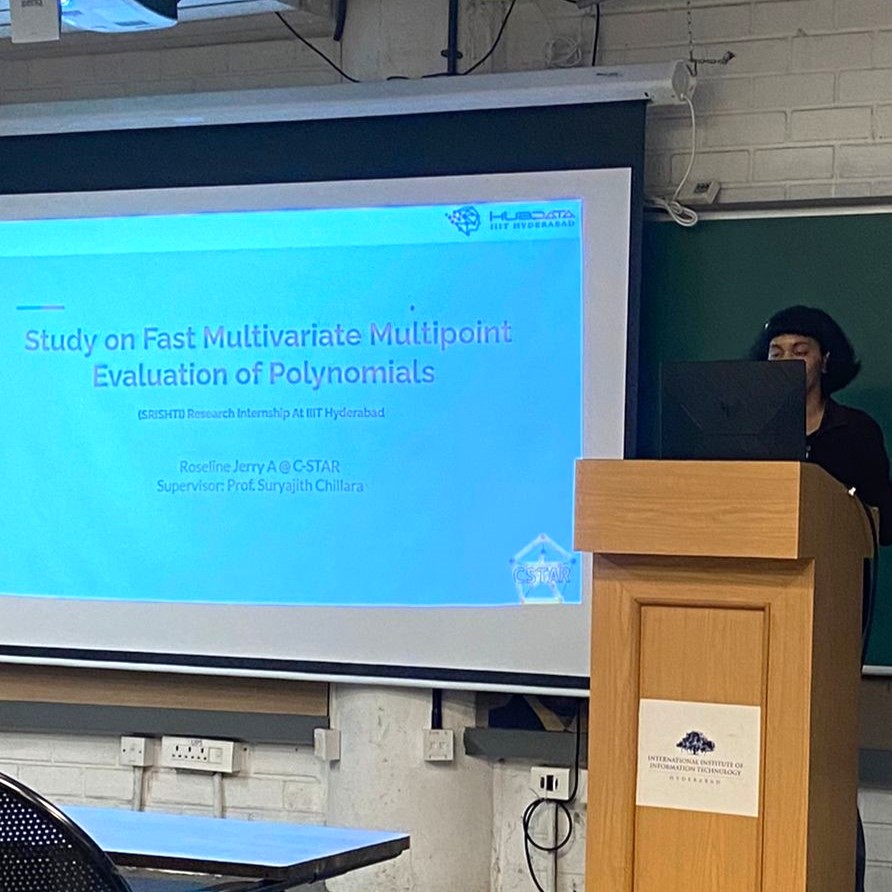 HUBDATA
IIIT HYDERABAD
Study on Fast Multivariate Multipoint
Evaluation of Polynomials
(SRISHTI) Research Internship At IIIT Hyderabad
Roseline Jerry A @ C-STAR
Supervisor: Prof. Suryajith Chillara
CSTAR
INTERNATIONAL INSTITUTE OF
INFORMATION TECHNOLOGY
HYDERABAD